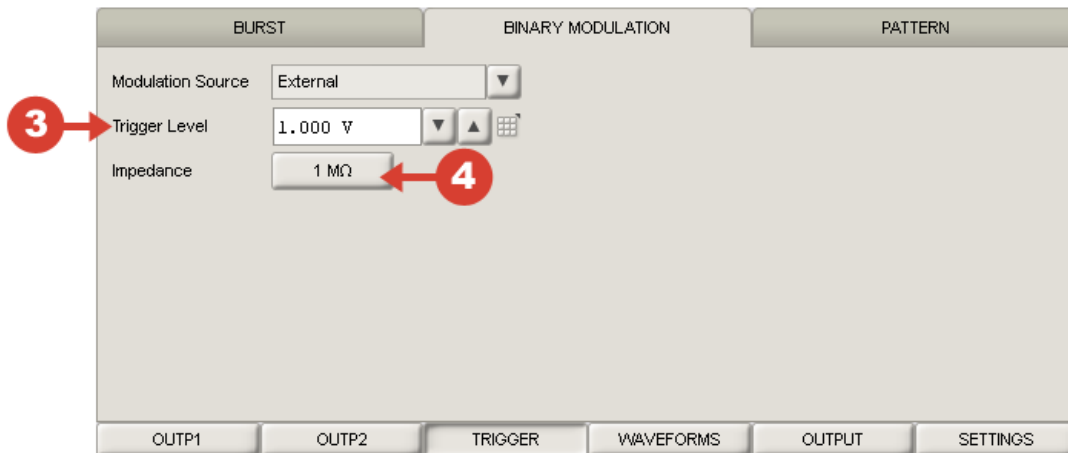 BURST BINARY MODULATION PATTERN
Modulation Source External
3 Trigger Level 1.000 V
Impedance 1 MΩ 4
OUTP1 OUTP2 TRIGGER WAVEFORMS OUTPUT SETTINGS